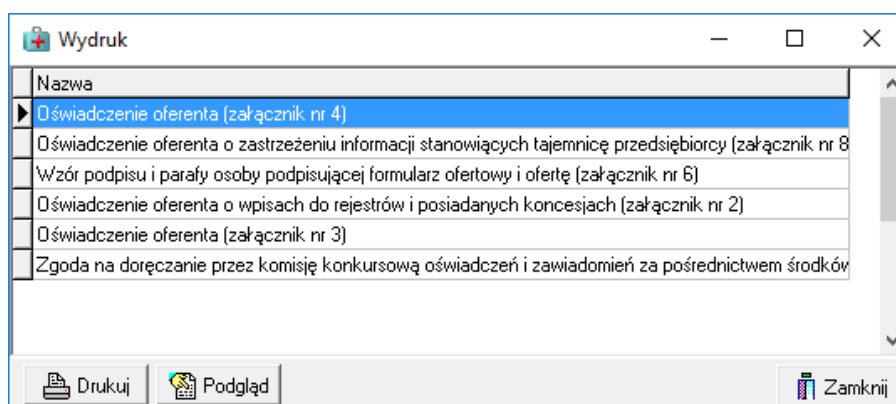 Wydruk
Nazwa
Oświadczenie oferenta (załącznik nr 4)
Oświadczenie oferenta o zastrzeżeniu informacji stanowiących tajemnicę przedsiębiorcy (załącznik nr 8
Wzór podpisu i parafy osoby podpisującej formularz ofertowy i ofertę (załącznik nr 6)
Oświadczenie oferenta o wpisach do rejestrów i posiadanych koncesjach (załącznik nr 2)
Oświadczenie oferenta (załącznik nr 3)
Zgoda na doręczanie przez komisję konkursową oświadczeń i zawiadomień za pośrednictwem środków
Drukuj Podgląd Zamknij